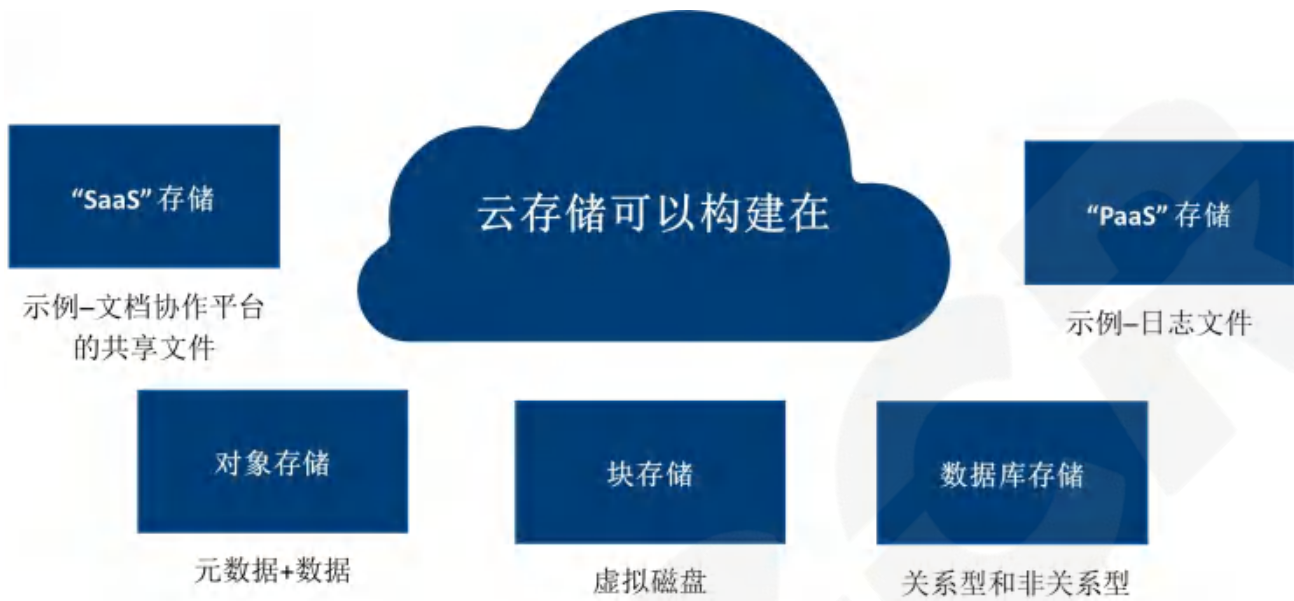 云存储可以构建在
“SaaS” 存储
示例–文档协作平台
的共享文件
“PaaS” 存储
示例–日志文件
对象存储
元数据+数据
块存储
虚拟磁盘
数据库存储
关系型和非关系型